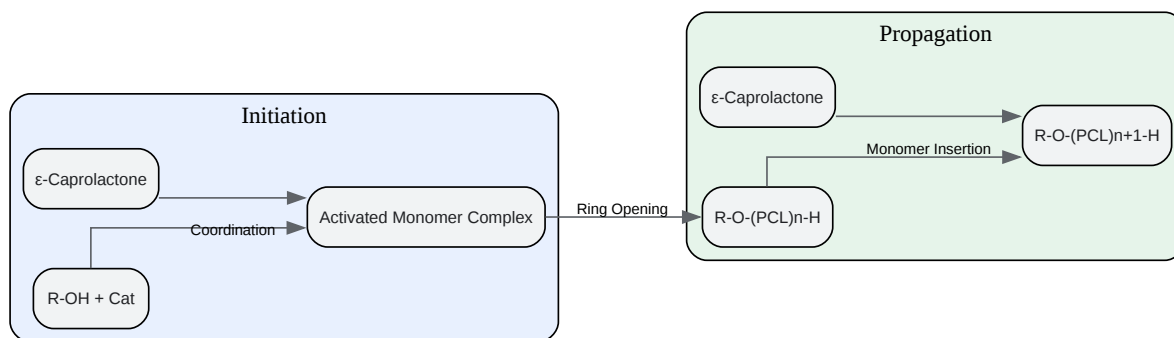 Initiation
ε-Caprolactone
Coordination
R-OH + Cat
Activated Monomer Complex
Ring Opening
Propagation
ε-Caprolactone
Monomer Insertion
R-O-(PCL)n-H
R-O-(PCL)n+1-H